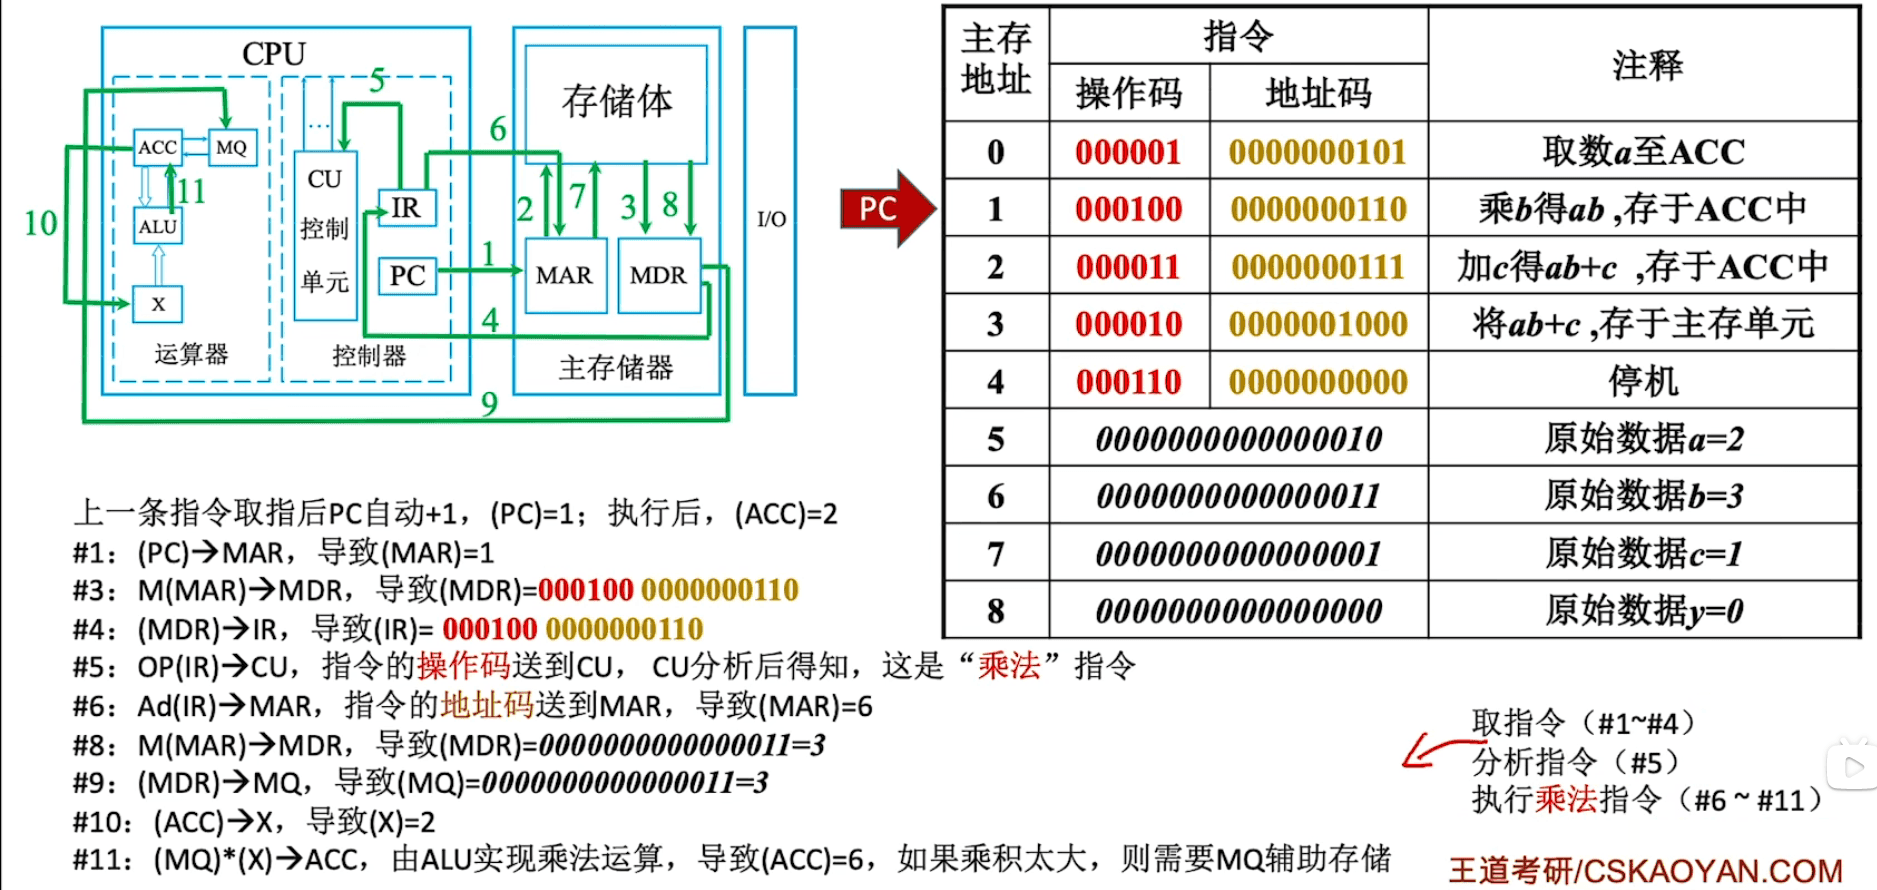 CPU
ACC
MQ
ALU
X
运算器
...
CU
控制
单元
IR
PC
控制器
存储体
MAR
MDR
主存储器
I/O
1
2
3
4
5
6
7
8
9
10
11
PC
主存地址 指令 注释
操作码 地址码
0 000001 0000000101 取数a至ACC
1 000100 0000000110 乘b得ab ,存于ACC中
2 000011 0000000111 加c得ab+c ,存于ACC中
3 000010 0000001000 将ab+c ,存于主存单元
4 000110 0000000000 停机
5 0000000000000010 原始数据a=2
6 0000000000000011 原始数据b=3
7 0000000000000001 原始数据c=1
8 0000000000000000 原始数据y=0
上一条指令取指后PC自动+1，(PC)=1；执行后，(ACC)=2
#1：(PC)→MAR，导致(MAR)=1
#3：M(MAR)→MDR，导致(MDR)=000100 0000000110
#4：(MDR)→IR，导致(IR)= 000100 0000000110
#5：OP(IR)→CU，指令的操作码送到CU， CU分析后得知，这是“乘法”指令
#6：Ad(IR)→MAR，指令的地址码送到MAR，导致(MAR)=6
#8：M(MAR)→MDR，导致(MDR)=0000000000000011=3
#9：(MDR)→MQ，导致(MQ)=0000000000000011=3
#10：(ACC)→X，导致(X)=2
#11：(MQ)*(X)→ACC，由ALU实现乘法运算，导致(ACC)=6，如果乘积太大，则需要MQ辅助存储
取指令（#1~#4）
分析指令（#5）
执行乘法指令（#6 ~ #11）
王道考研/CSKAOYAN.COM